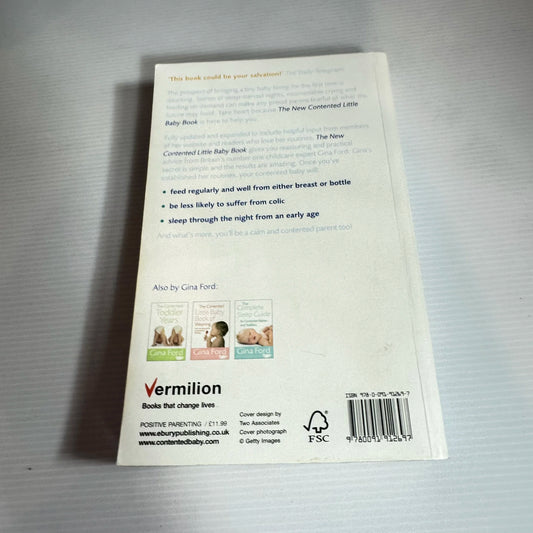 'This book could be your salvation!' The Daily Telegraph
The prospect of bringing a tiny baby home for the first time is
daunting. Stories of sleep-starved nights, inconsolable crying and
feeding on demand can make any proud parent fearful of what the
future may hold. Take heart because The New Contented Little
Baby Book is here to help you.
Fully updated and expanded to include helpful input from members
of her website and readers who love her routines, The New
Contented Little Baby Book gives you reassuring and practical
advice from Britain's number one childcare expert Gina Ford. Gina's
secret is simple and the results are amazing. Once you've
established her routines, your contented baby will:
• feed regularly and well from either breast or bottle
• be less likely to suffer from colic
• sleep through the night from an early age
And what's more, you'll be a calm and contented parent too!
Also by Gina Ford:
The Contented
Toddler
Years
Gina Ford
The Contented
Little Baby
Book of
Weaning
Gina Ford
The
Complete
Sleep Guide
Gina Ford
Vermilion
Books that change lives
POSITIVE PARENTING / £11.99
www.eburypublishing.co.uk
www.contentedbaby.com
Cover design by
Two Associates
Cover photograph
© Getty Images
FSC
ISBN 978-0-091-91269-7
9 780091 912697